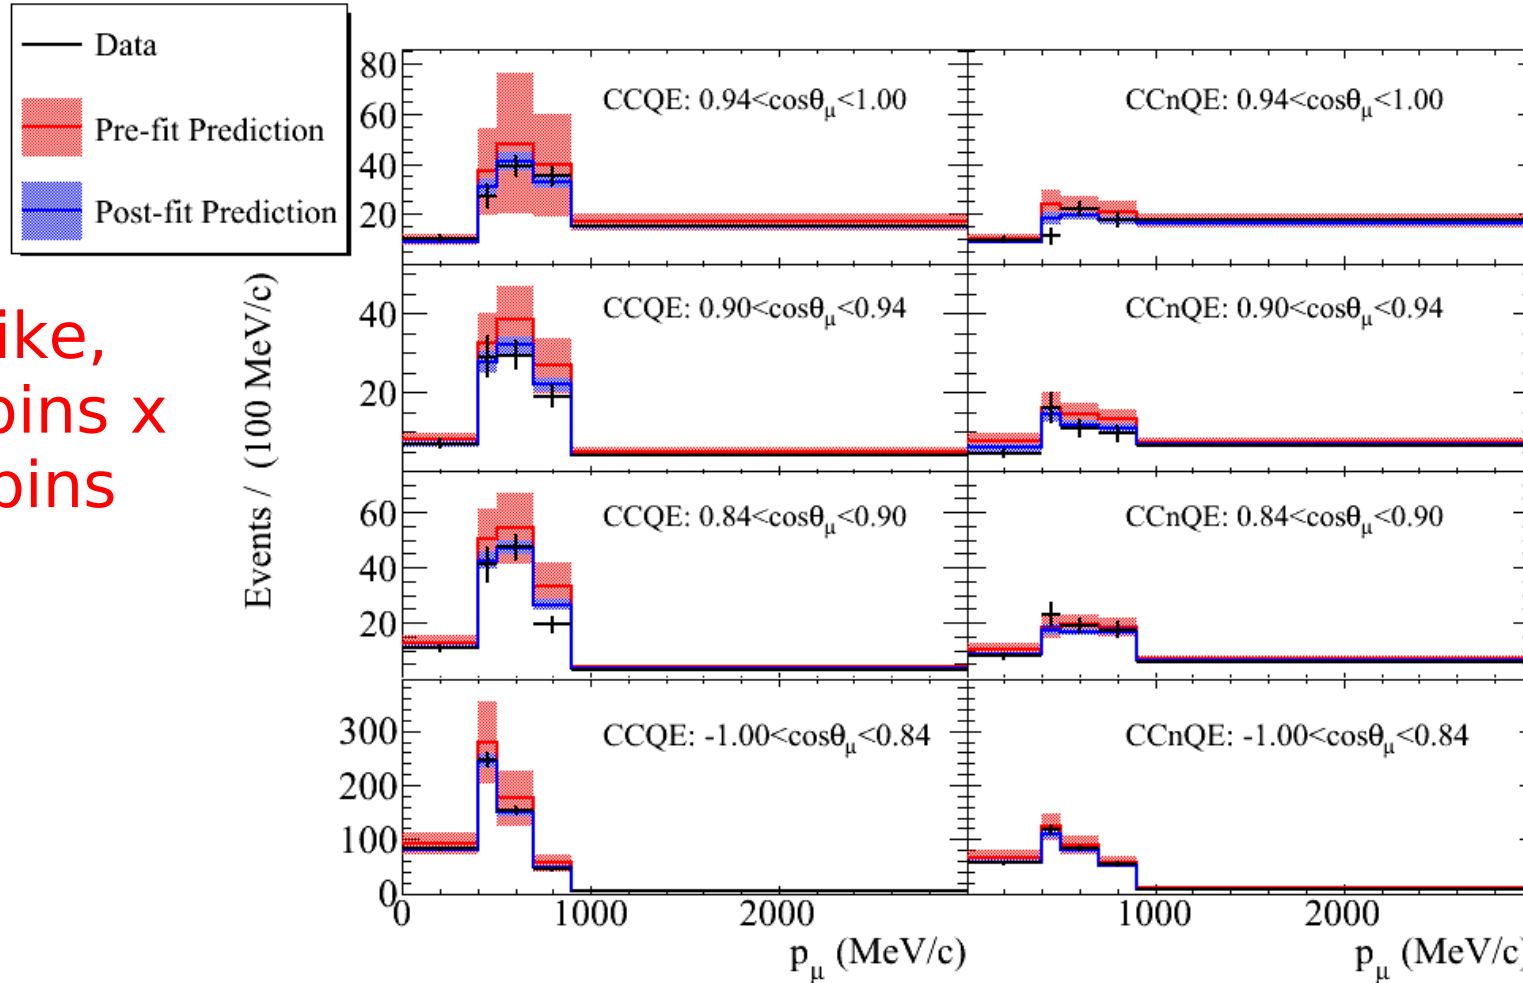 Data
Pre-fit Prediction
Post-fit Prediction
ike,
bins x
bins
Events / (100 MeV/c)
80
60
40
20
CCQE: 0.94<cosθμ<1.00
CCnQE: 0.94<cosθμ<1.00
40
20
CCQE: 0.90<cosθμ<0.94
CCnQE: 0.90<cosθμ<0.94
60
40
20
CCQE: 0.84<cosθμ<0.90
CCnQE: 0.84<cosθμ<0.90
300
200
100
0
CCQE: -1.00<cosθμ<0.84
CCnQE: -1.00<cosθμ<0.84
0 1000 2000 1000 2000
pμ (MeV/c) pμ (MeV/c)